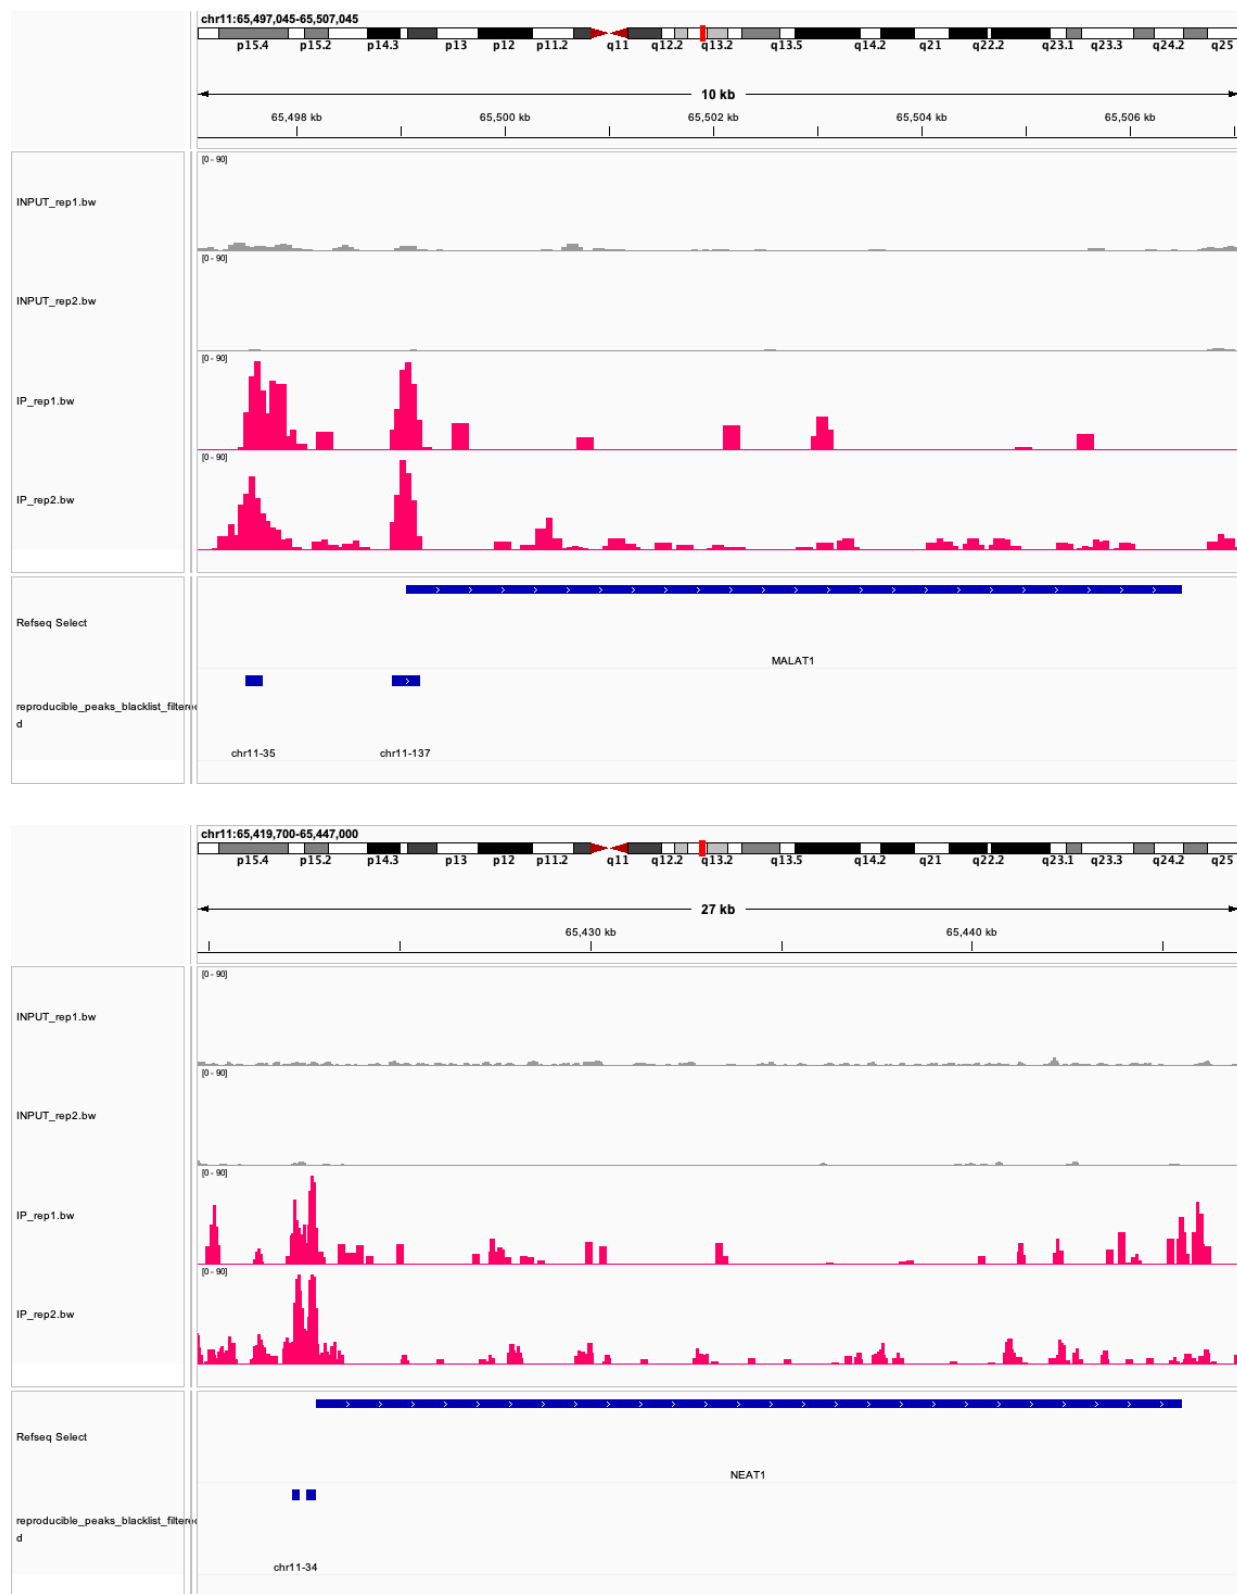 chr11:65,497,045-65,507,045
p15.4 p15.2 p14.3 p13 p12 p11.2 q11 q12.2 q13.2 q13.5 q14.2 q21 q22.2 q23.1 q23.3 q24.2 q25
10 kb
65,498 kb 65,500 kb 65,502 kb 65,504 kb 65,506 kb
[0 - 90]
INPUT_rep1.bw
[0 - 90]
INPUT_rep2.bw
[0 - 90]
IP_rep1.bw
[0 - 90]
IP_rep2.bw
Refseq Select
MALAT1
reproducible_peaks_blacklist_filtere
d
chr11-35 chr11-137
chr11:65,419,700-65,447,000
p15.4 p15.2 p14.3 p13 p12 p11.2 q11 q12.2 q13.2 q13.5 q14.2 q21 q22.2 q23.1 q23.3 q24.2 q25
27 kb
65,430 kb 65,440 kb
[0 - 90]
INPUT_rep1.bw
[0 - 90]
INPUT_rep2.bw
[0 - 90]
IP_rep1.bw
[0 - 90]
IP_rep2.bw
Refseq Select
NEAT1
reproducible_peaks_blacklist_filtere
d
chr11-34